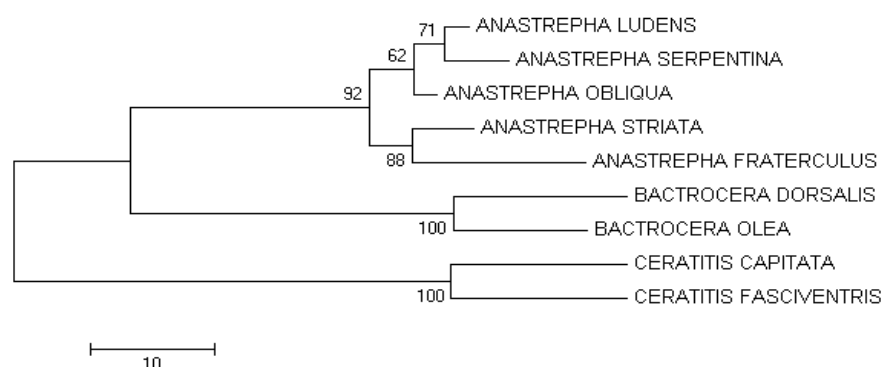 71 ANASTREPHA LUDENS
ANASTREPHA SERPENTINA
62
ANASTREPHA OBLIQUA
92
ANASTREPHA STRIATA
88 ANASTREPHA FRATERCULUS
BACTROCERA DORSALIS
100 BACTROCERA OLEA
CERATITIS CAPITATA
100 CERATITIS FASCIVENTRIS
10